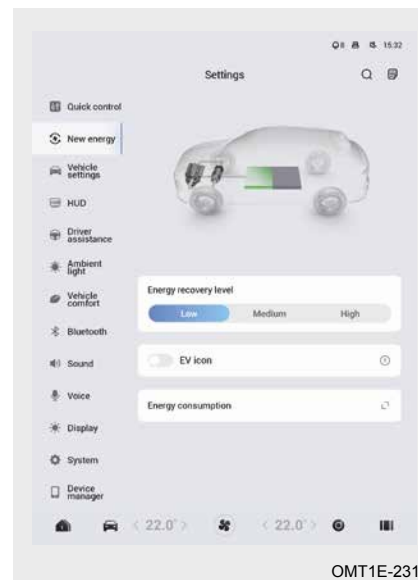 15:32
Settings
Quick control
New energy
Vehicle
settings
HUD
Driver
assistance
Ambient
light
Vehicle
comfort
Bluetooth
Sound
Voice
Display
System
Device
manager
Energy recovery level
Low Medium High
EV icon
Energy consumption
< 22.0° > < 22.0° >
OMT1E-231